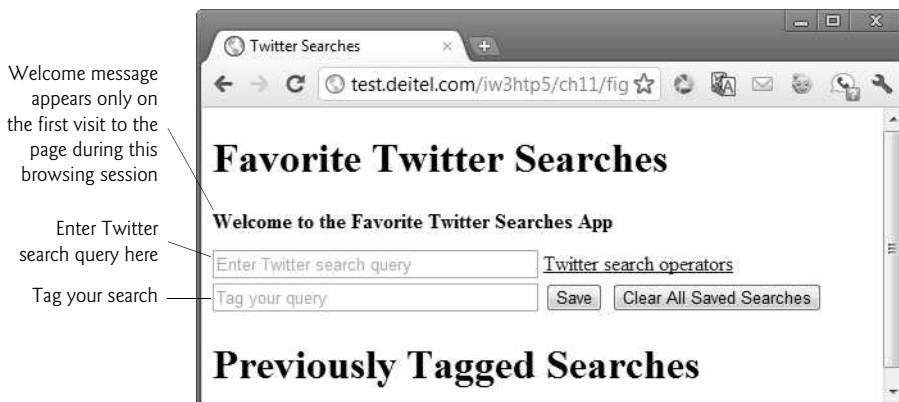 Twitter Searches
test.deitel.com/iw3htp5/ch11/fig
Welcome message
appears only on
the first visit to the
page during this
browsing session
Favorite Twitter Searches
Welcome to the Favorite Twitter Searches App
Enter Twitter
search query here
Enter Twitter search query
Twitter search operators
Tag your search
Tag your query
Save
Clear All Saved Searches
Previously Tagged Searches